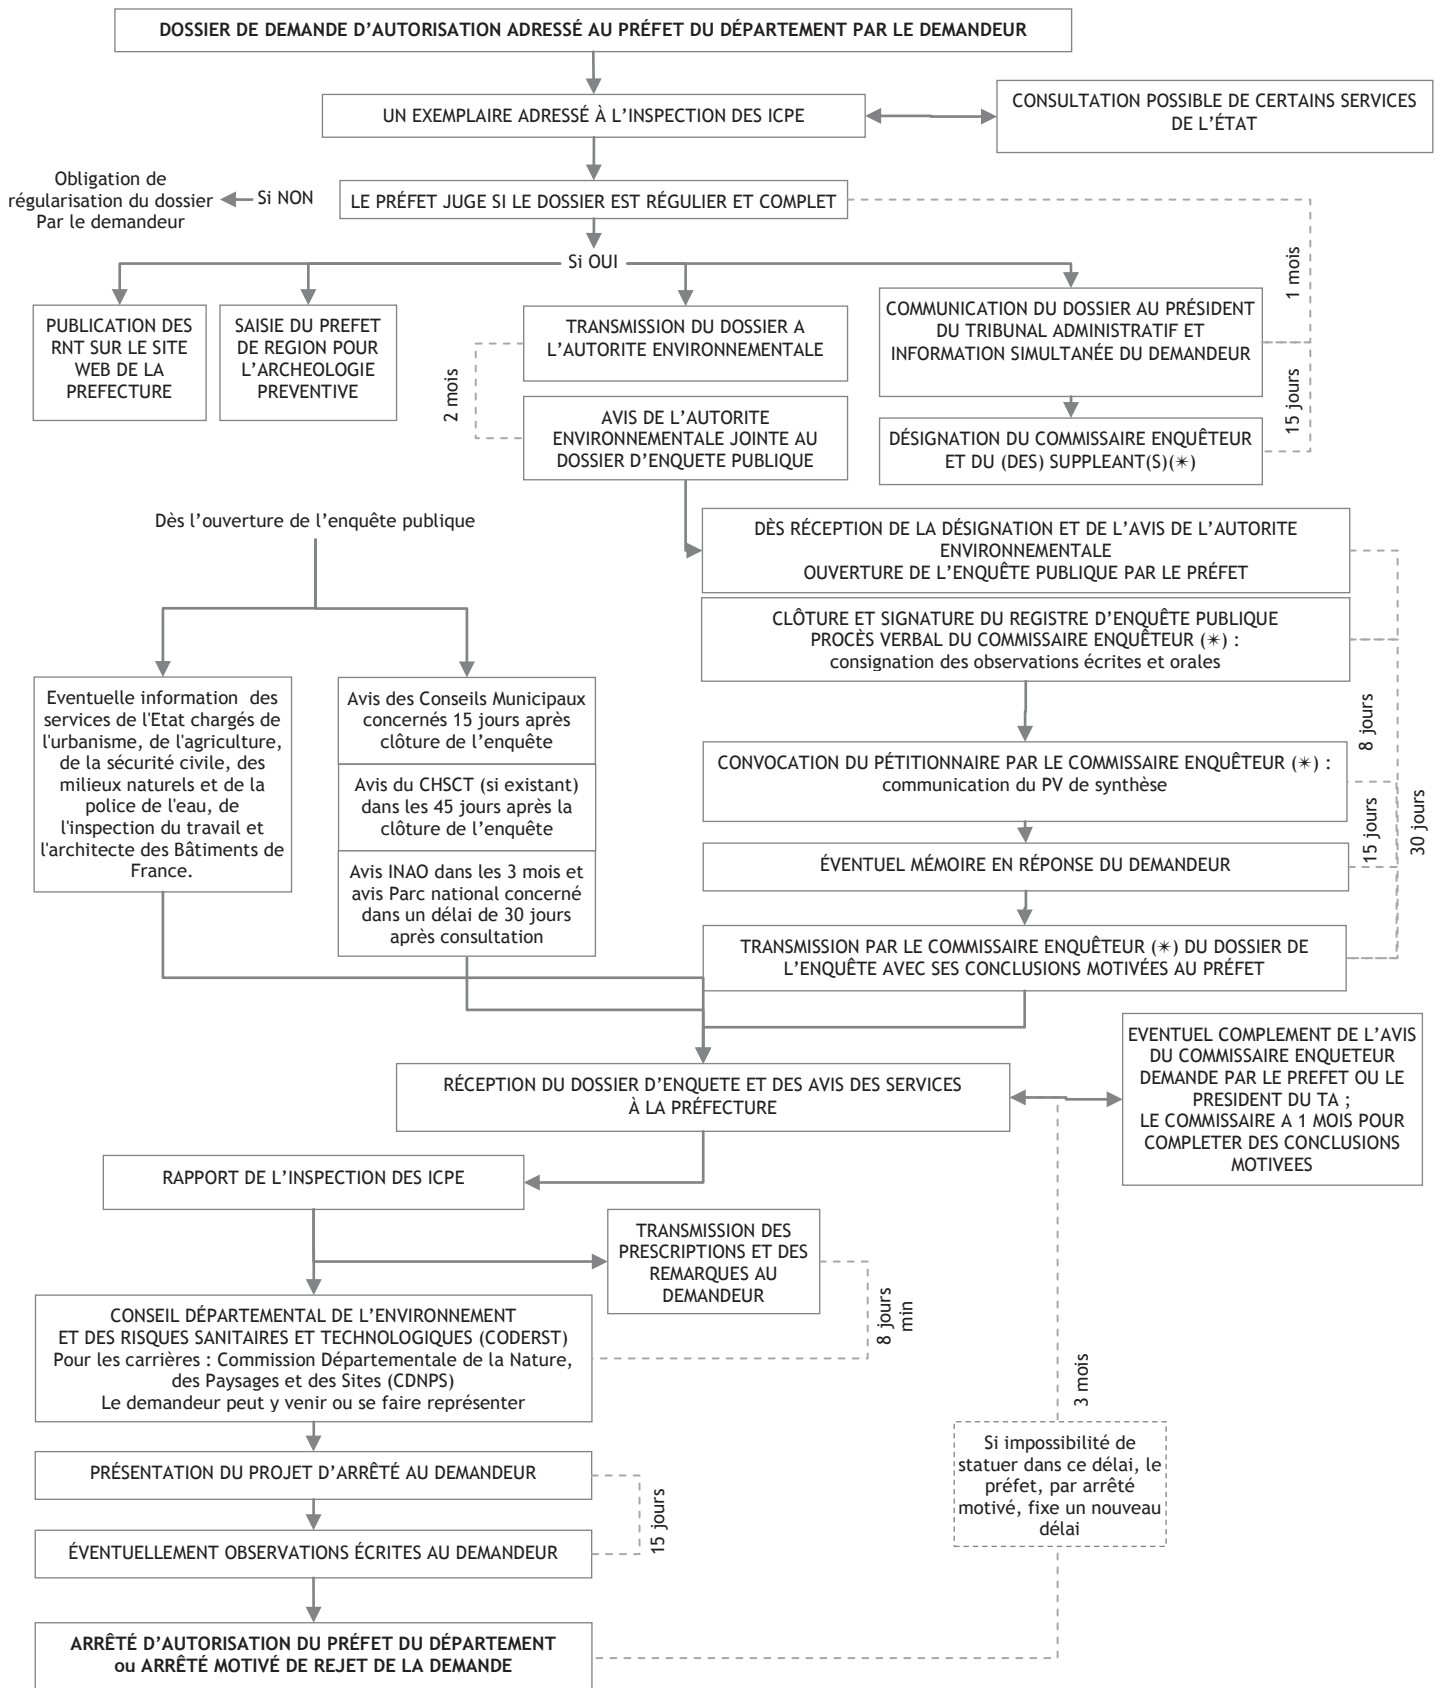 DOSSIER DE DEMANDE D’AUTORISATION ADRESSÉ AU PRÉFET DU DÉPARTEMENT PAR LE DEMANDEUR
UN EXEMPLAIRE ADRESSÉ À L’INSPECTION DES ICPE
CONSULTATION POSSIBLE DE CERTAINS SERVICES
DE L’ÉTAT
Obligation de
régularisation du dossier
Par le demandeur
Si NON
LE PRÉFET JUGE SI LE DOSSIER EST RÉGULIER ET COMPLET
Si OUI
1 mois
PUBLICATION DES
RNT SUR LE SITE
WEB DE LA
PREFECTURE
SAISIE DU PREFET
DE REGION POUR
L’ARCHEOLOGIE
PREVENTIVE
TRANSMISSION DU DOSSIER A
L’AUTORITE ENVIRONNEMENTALE
COMMUNICATION DU DOSSIER AU PRÉSIDENT
DU TRIBUNAL ADMINISTRATIF ET
INFORMATION SIMULTANÉE DU DEMANDEUR
2 mois
15 jours
AVIS DE L’AUTORITE
ENVIRONNEMENTALE JOINTE AU
DOSSIER D’ENQUETE PUBLIQUE
DÉSIGNATION DU COMMISSAIRE ENQUÊTEUR
ET DU (DES) SUPPLEANT(S)(✶)
Dès l’ouverture de l’enquête publique
DÈS RÉCEPTION DE LA DÉSIGNATION ET DE L’AVIS DE L’AUTORITE
ENVIRONNEMENTALE
OUVERTURE DE L’ENQUÊTE PUBLIQUE PAR LE PRÉFET
CLÔTURE ET SIGNATURE DU REGISTRE D’ENQUÊTE PUBLIQUE
PROCÈS VERBAL DU COMMISSAIRE ENQUÊTEUR (✶) :
consignation des observations écrites et orales
Eventuelle information des
services de l'Etat chargés de
l'urbanisme, de l'agriculture,
de la sécurité civile, des
milieux naturels et de la
police de l'eau, de
l'inspection du travail et
l'architecte des Bâtiments de
France.
Avis des Conseils Municipaux
concernés 15 jours après
clôture de l’enquête
Avis du CHSCT (si existant)
dans les 45 jours après la
clôture de l’enquête
Avis INAO dans les 3 mois et
avis Parc national concerné
dans un délai de 30 jours
après consultation
8 jours
CONVOCATION DU PÉTITIONNAIRE PAR LE COMMISSAIRE ENQUÊTEUR (✶) :
communication du PV de synthèse
15 jours
30 jours
ÉVENTUEL MÉMOIRE EN RÉPONSE DU DEMANDEUR
TRANSMISSION PAR LE COMMISSAIRE ENQUÊTEUR (✶) DU DOSSIER DE
L’ENQUÊTE AVEC SES CONCLUSIONS MOTIVÉES AU PRÉFET
RÉCEPTION DU DOSSIER D’ENQUETE ET DES AVIS DES SERVICES
À LA PRÉFECTURE
EVENTUEL COMPLEMENT DE L’AVIS
DU COMMISSAIRE ENQUETEUR
DEMANDE PAR LE PREFET OU LE
PRESIDENT DU TA ;
LE COMMISSAIRE A 1 MOIS POUR
COMPLETER DES CONCLUSIONS
MOTIVEES
RAPPORT DE L’INSPECTION DES ICPE
TRANSMISSION DES
PRESCRIPTIONS ET DES
REMARQUES AU
DEMANDEUR
8 jours
min
CONSEIL DÉPARTEMENTAL DE L’ENVIRONNEMENT
ET DES RISQUES SANITAIRES ET TECHNOLOGIQUES (CODERST)
Pour les carrières : Commission Départementale de la Nature,
des Paysages et des Sites (CDNPS)
Le demandeur peut y venir ou se faire représenter
3 mois
Si impossibilité de
statuer dans ce délai, le
préfet, par arrêté
motivé, fixe un nouveau
délai
PRÉSENTATION DU PROJET D’ARRÊTÉ AU DEMANDEUR
15 jours
ÉVENTUELLEMENT OBSERVATIONS ÉCRITES AU DEMANDEUR
ARRÊTÉ D’AUTORISATION DU PRÉFET DU DÉPARTEMENT
ou ARRÊTÉ MOTIVÉ DE REJET DE LA DEMANDE